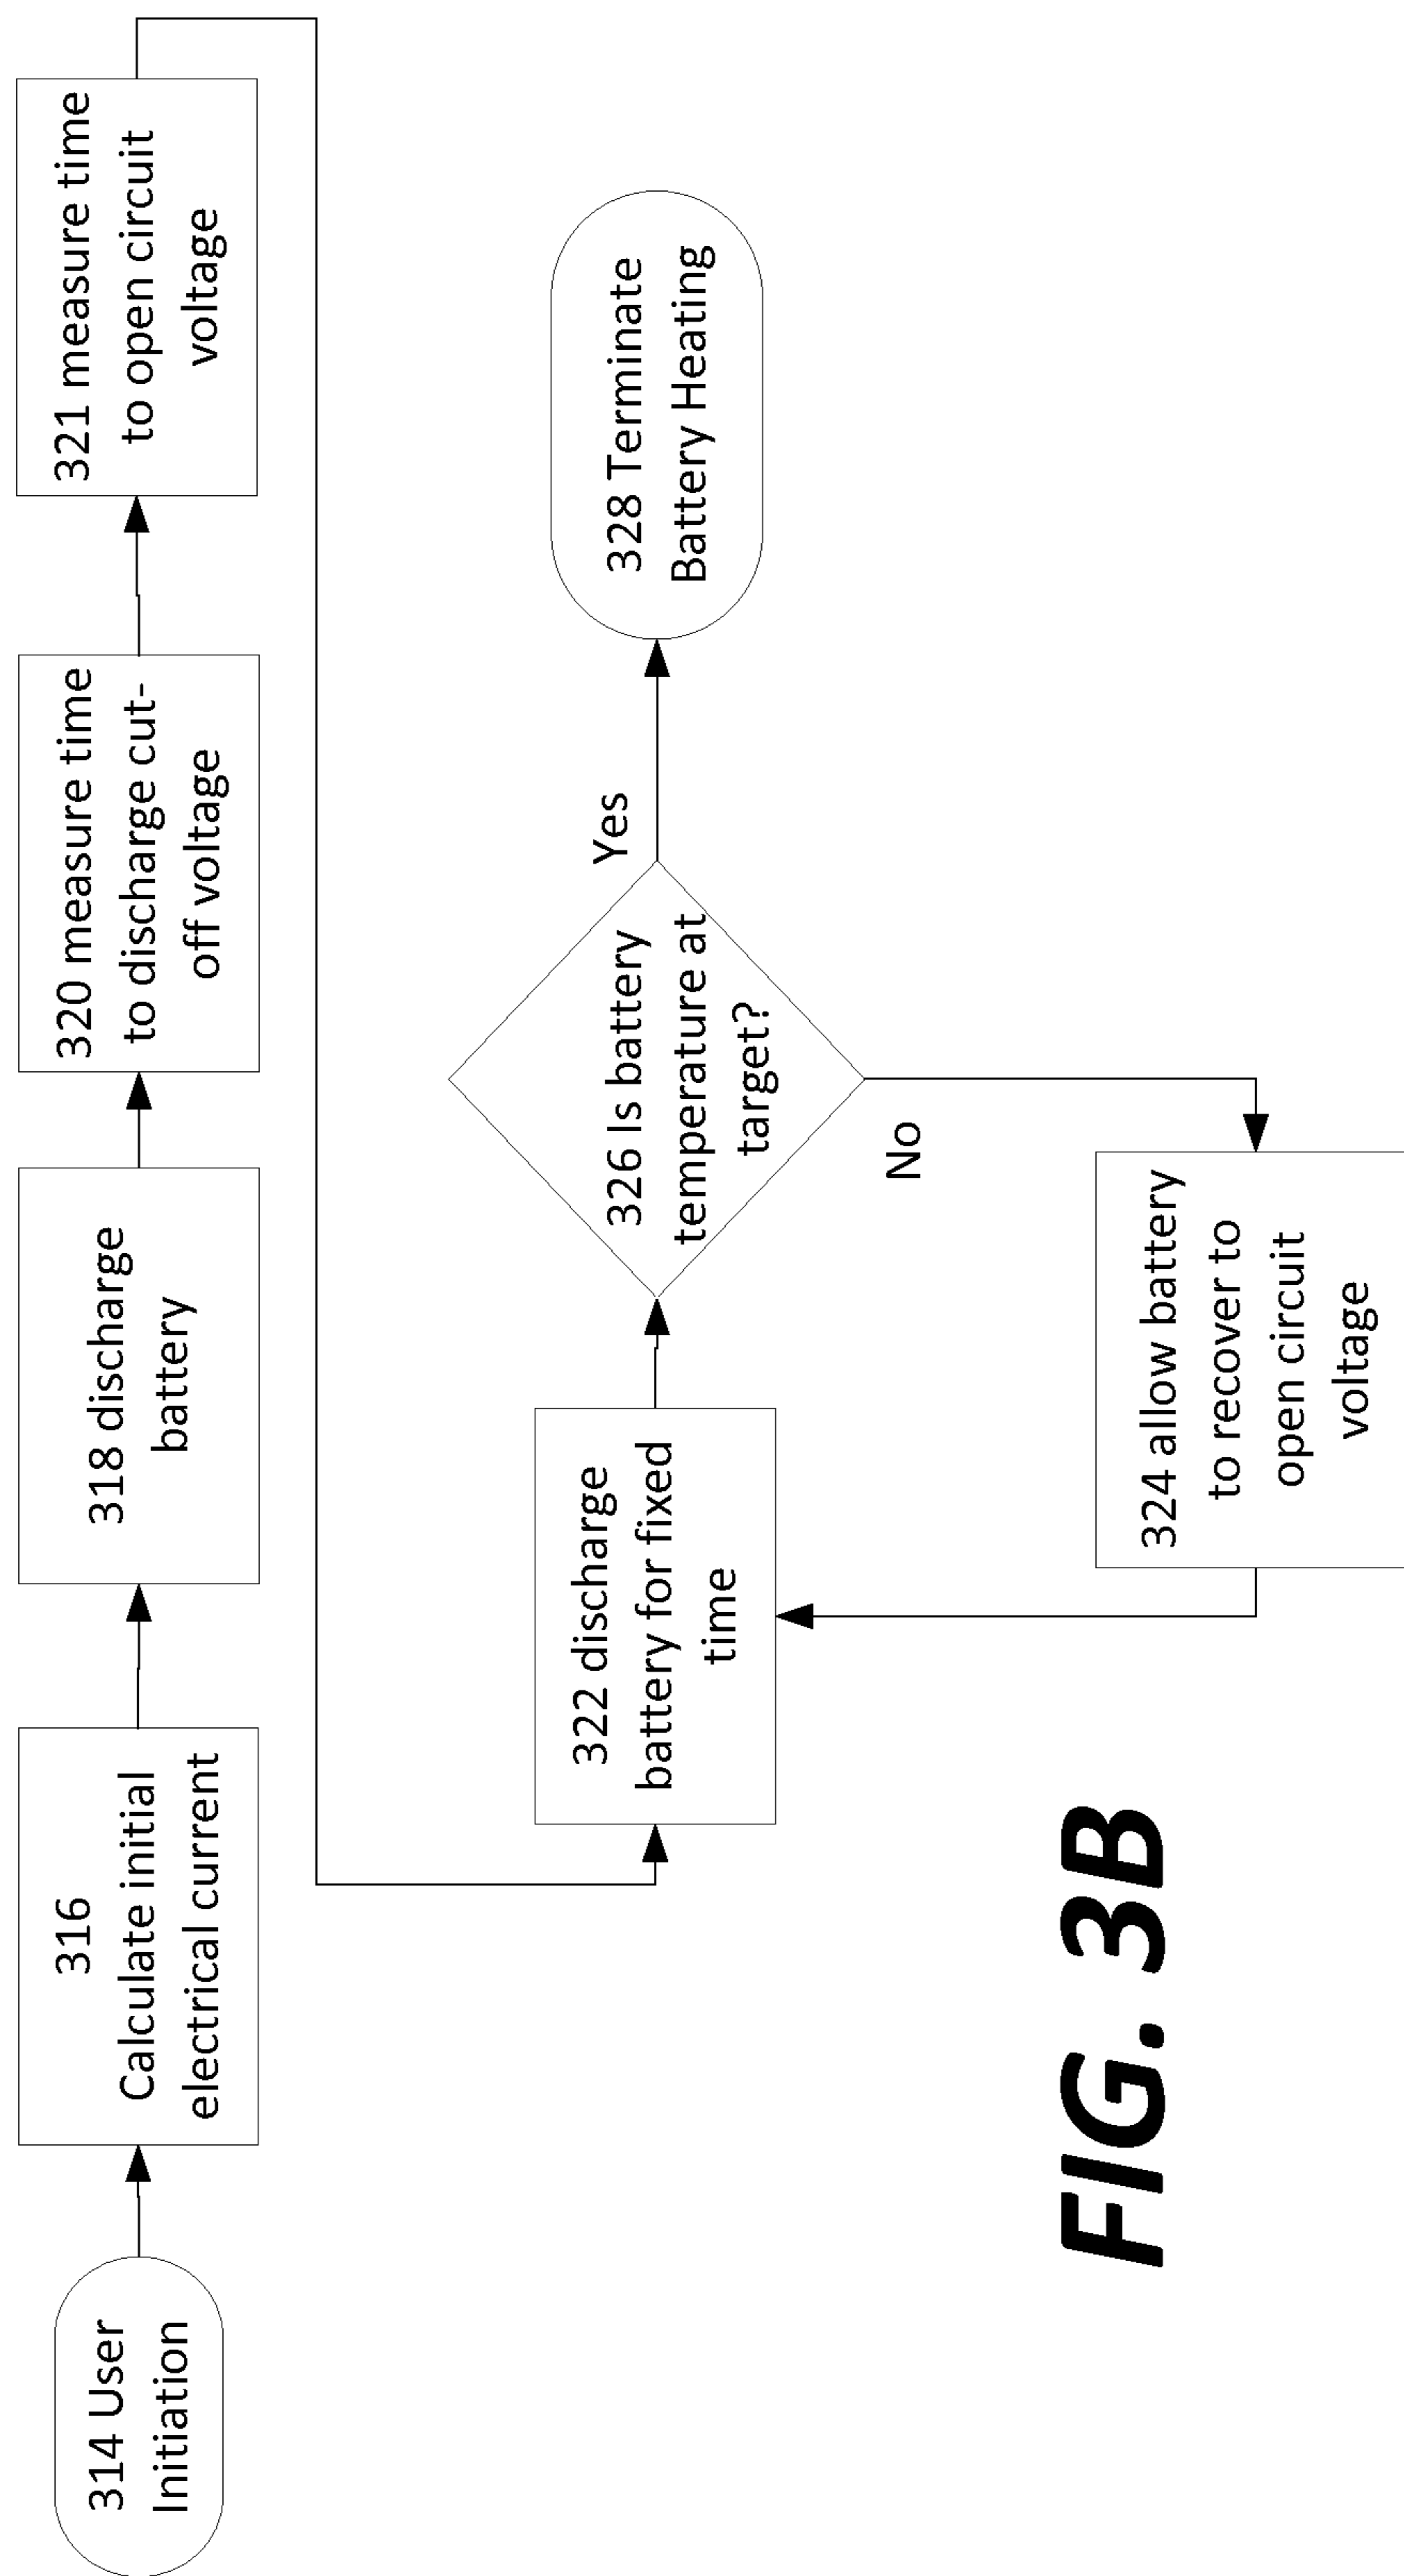 314 User
Initiation
316
Calculate initial
electrical current
318 discharge
battery
320 measure time
to discharge cut-
off voltage
321 measure time
to open circuit
voltage
322 discharge
battery for fixed
time
326 Is battery
temperature at
target?
Yes
328 Terminate
Battery Heating
No
324 allow battery
to recover to
open circuit
voltage
FIG. 3B